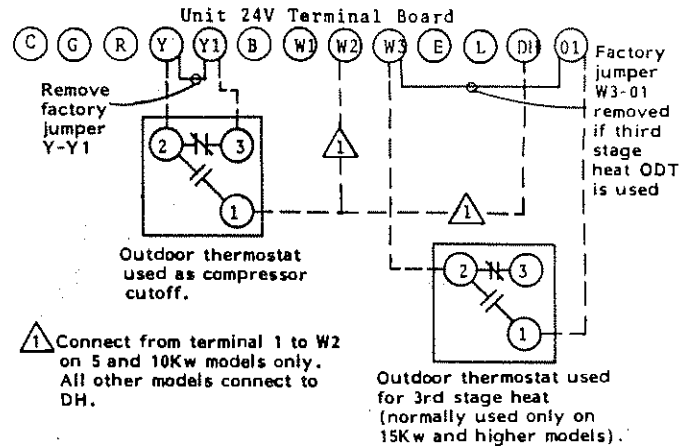 Unit 24V Terminal Board
C G R Y Y1 B W1 W2 W3 E L DH 01
Remove
factory
jumper
Y-Y1
Factory
jumper
W3-01
removed
if third
stage
heat ODT
is used
2 3
1
1
1
2 3
1
Outdoor thermostat
used as compressor
cutoff.
1 Connect from terminal 1 to W2
on 5 and 10Kw models only.
All other models connect to
DH.
Outdoor thermostat used
for 3rd stage heat
(normally used only on
15Kw and higher models).